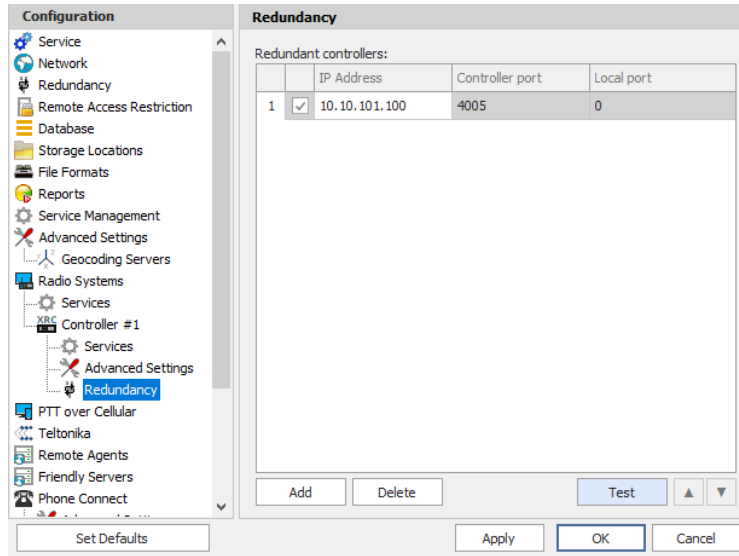 Configuration
Service
Network
Redundancy
Remote Access Restriction
Database
Storage Locations
File Formats
Reports
Service Management
Advanced Settings
Geocoding Servers
Radio Systems
Services
XRC Controller #1
Services
Advanced Settings
Redundancy
PTT over Cellular
Teltonika
Remote Agents
Friendly Servers
Phone Connect
Set Defaults
Redundancy
Redundant controllers:
IP Address Controller port Local port
1 10.10.101.100 4005 0
Add Delete Test
Apply OK Cancel